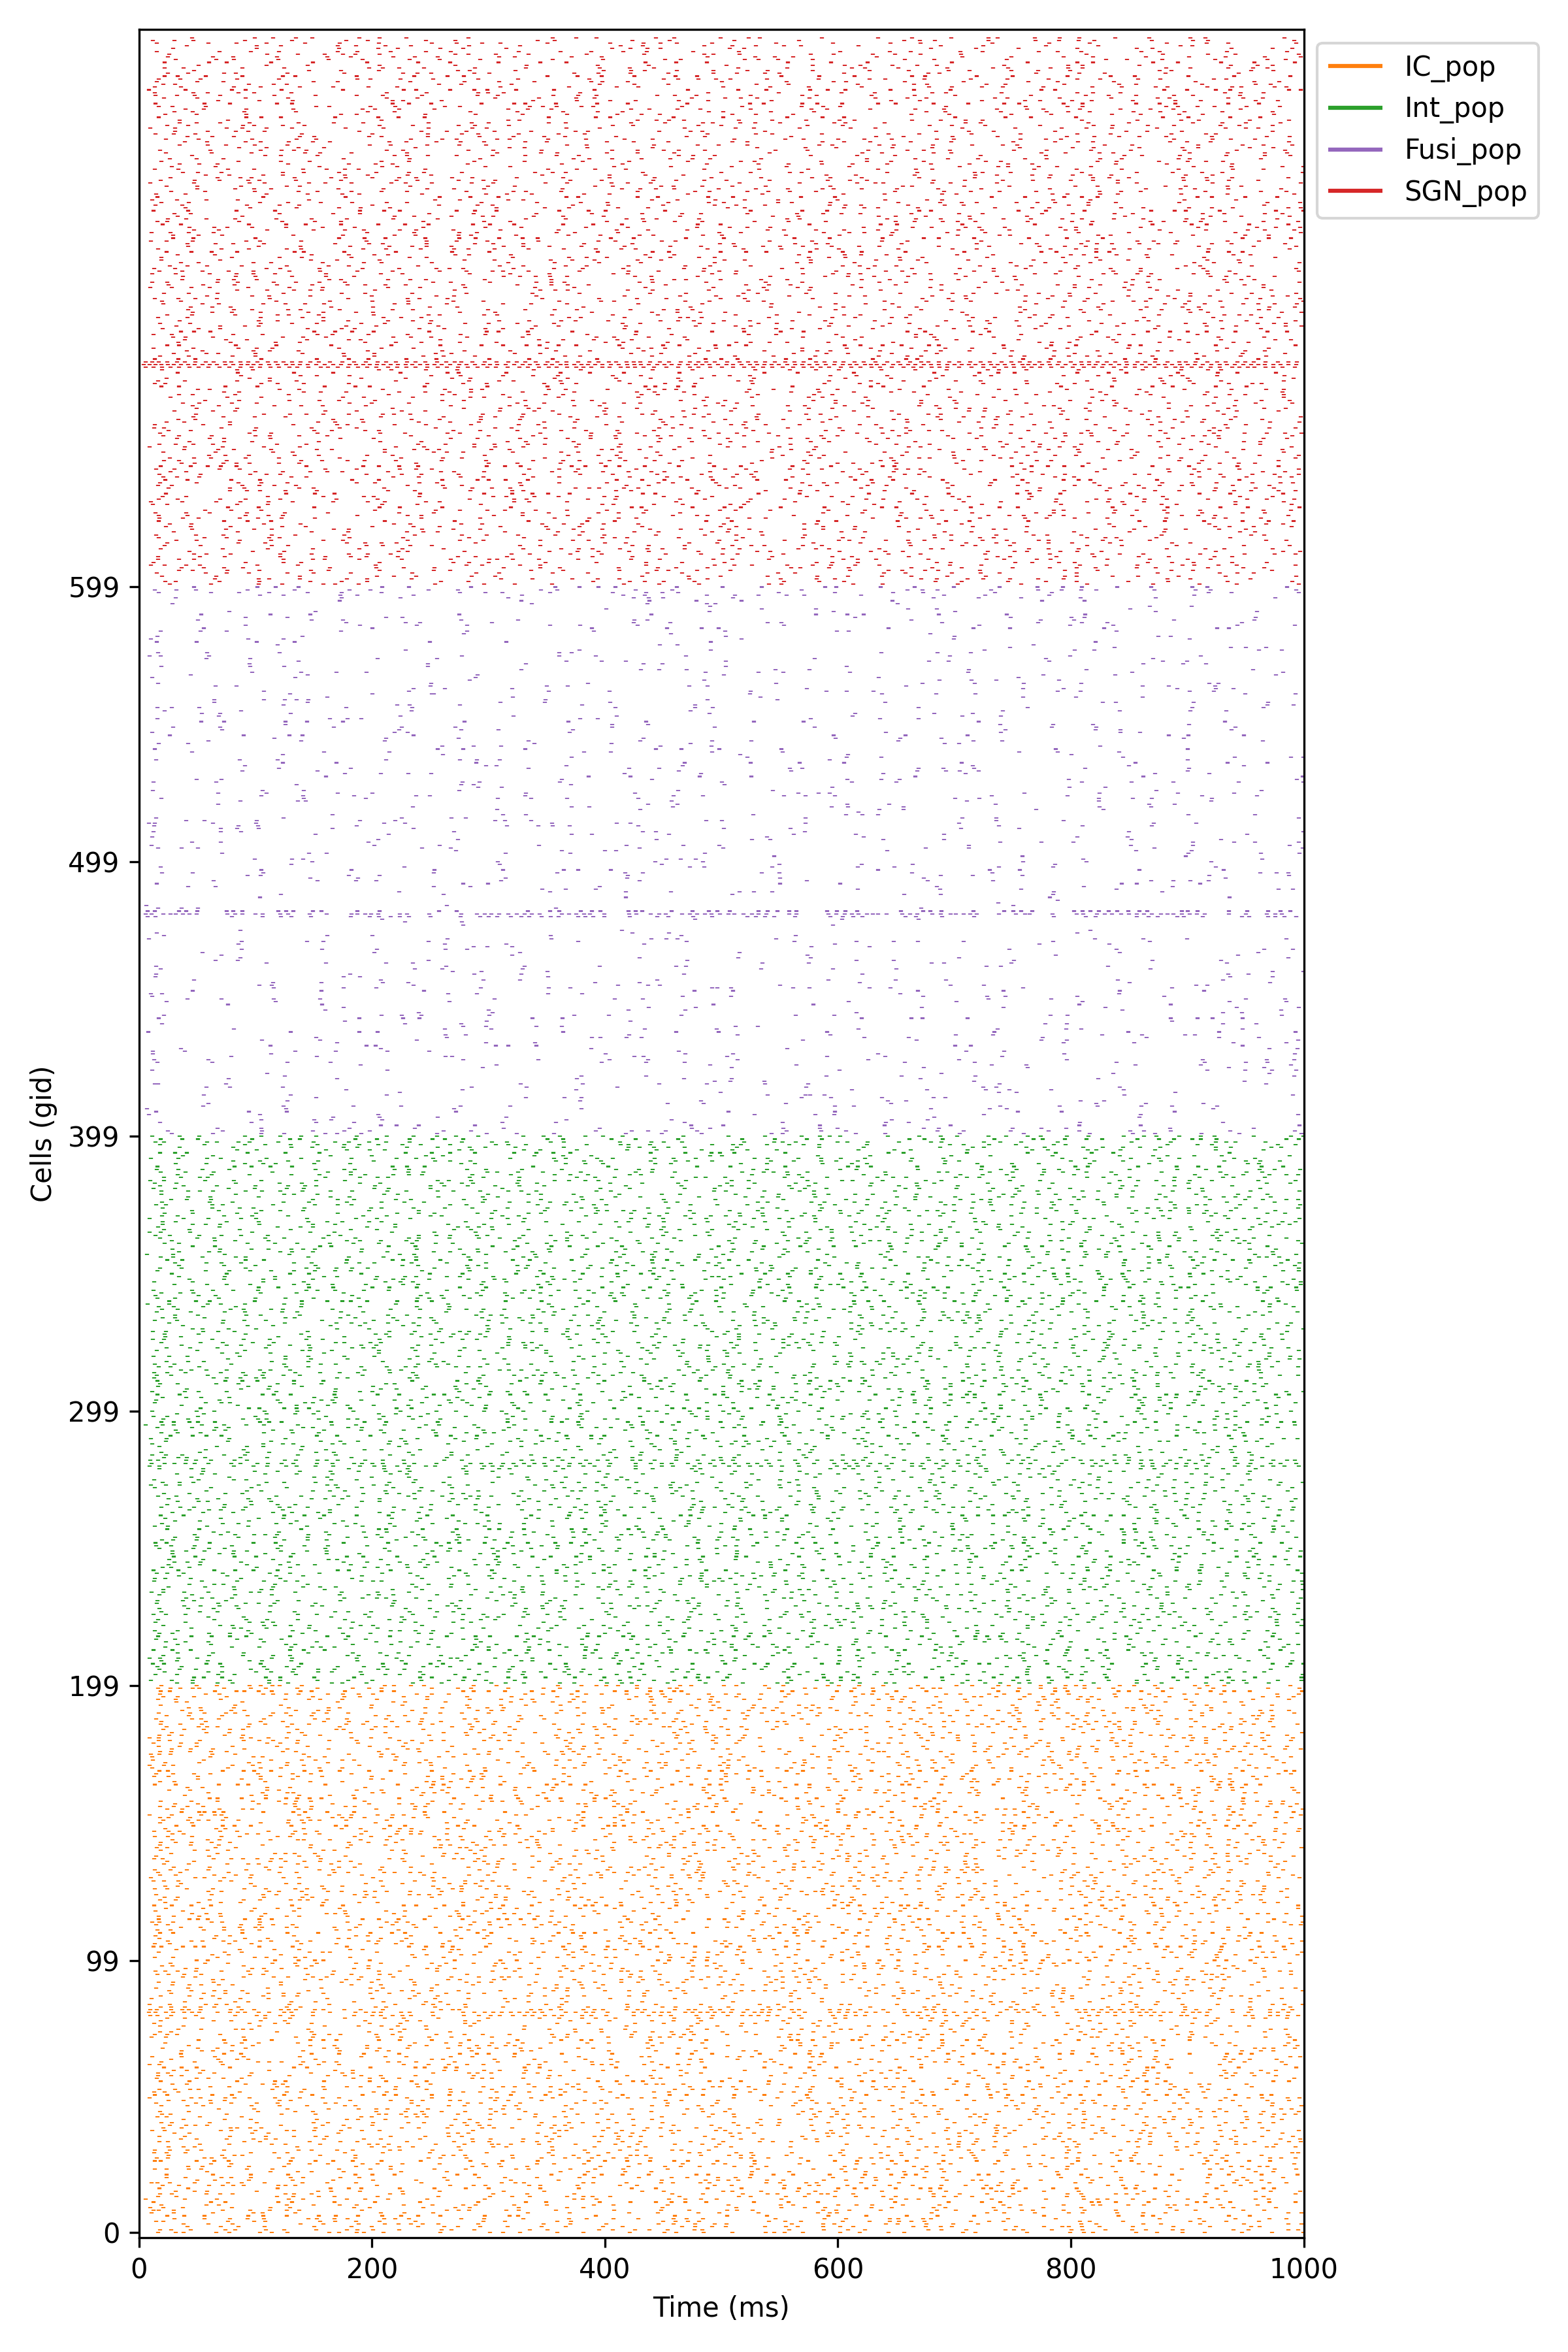 IC_pop
Int_pop
Fusi_pop
SGN_pop
599
499
399
299
199
99
0
Cells (gid)
0 200 400 600 800 1000
Time (ms)